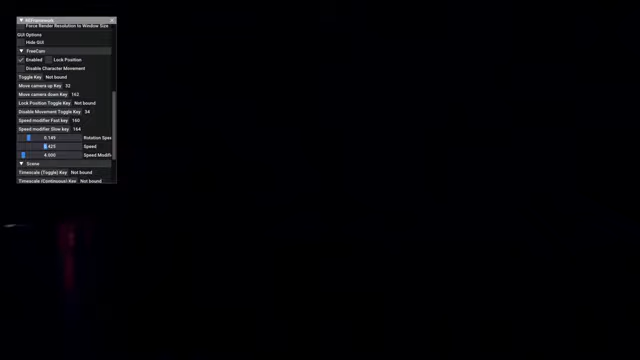 REFramework
Force Render Resolution to Window Size
GUI Options
Hide GUI
FreeCam
Enabled Lock Position
Disable Character Movement
Toggle Key Not bound
Move camera up Key 32
Move camera down Key 162
Lock Position Toggle Key Not bound
Disable Movement Toggle Key 34
Speed modifier Fast key 160
Speed modifier Slow key 164
0.149 Rotation Spee
.425 Speed
4.000 Speed Modifi
Scene
Timescale (Toggle) Key Not bound
Timescale (Continuous) Key Not bound